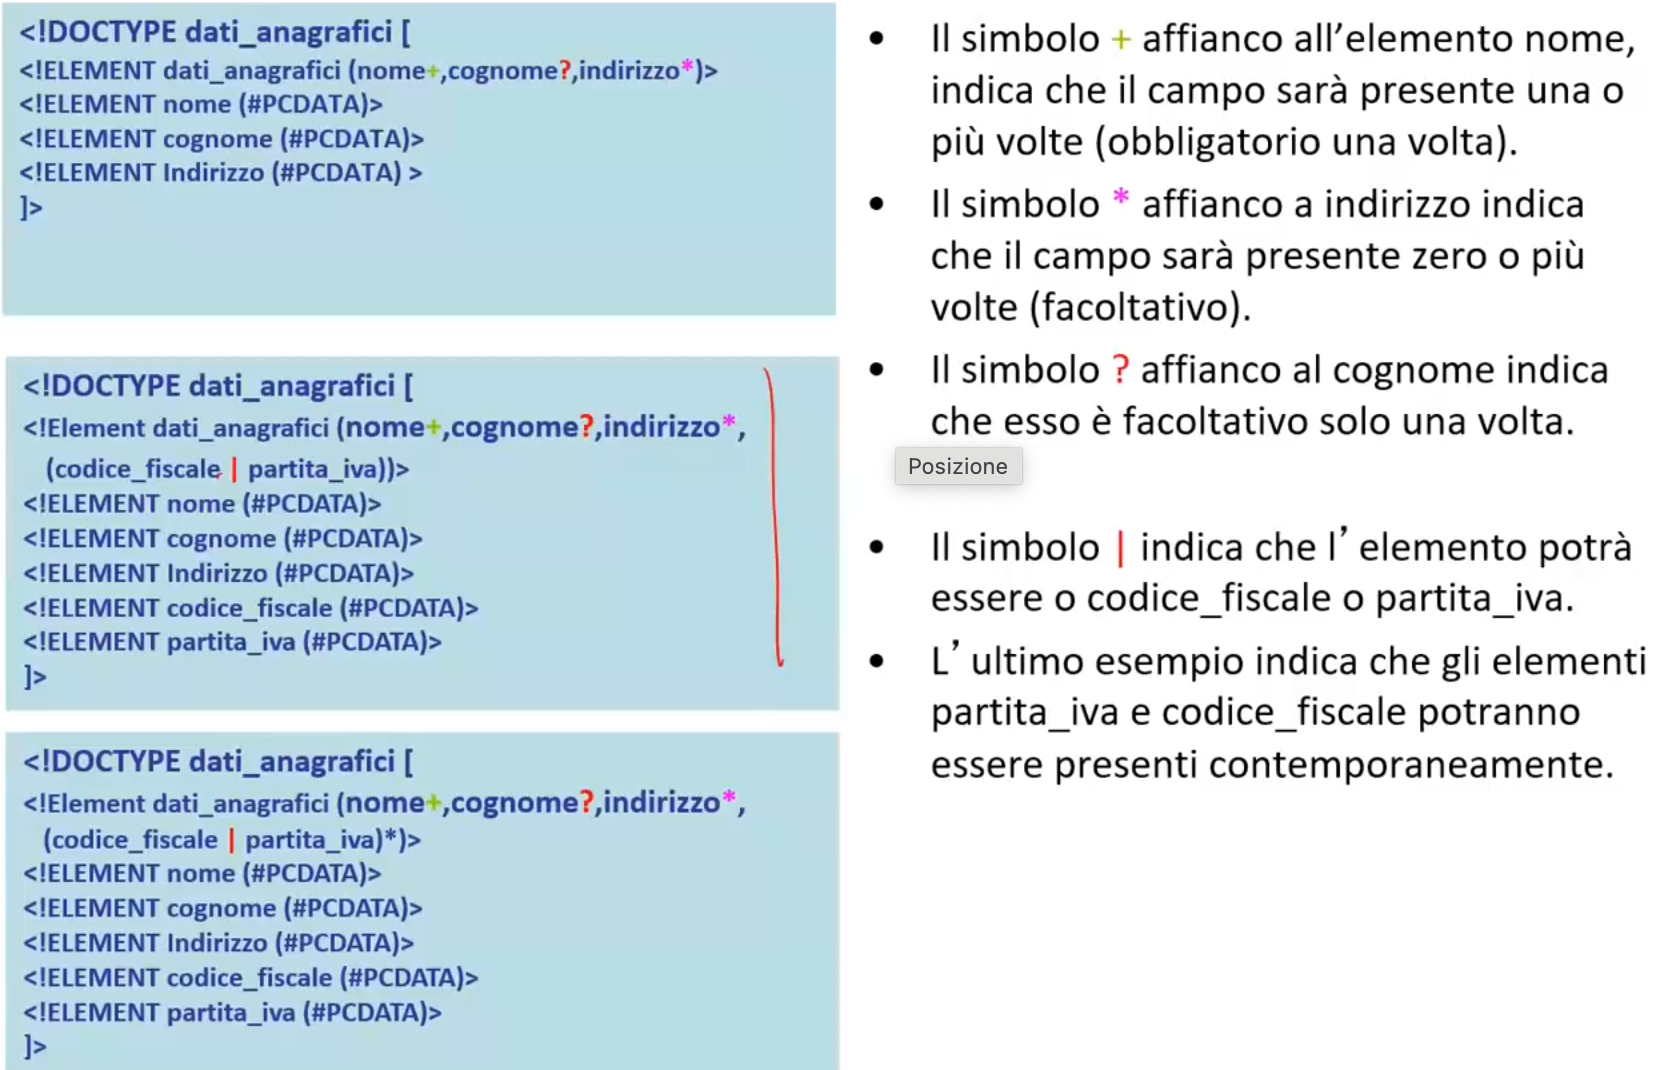 <!DOCTYPE dati_anagrafici [
<!ELEMENT dati_anagrafici (nome+,cognome?,indirizzo*)>
<!ELEMENT nome (#PCDATA)>
<!ELEMENT cognome (#PCDATA)>
<!ELEMENT Indirizzo (#PCDATA) >
]>
<!DOCTYPE dati_anagrafici [
<!Element dati_anagrafici (nome+,cognome?,indirizzo*,
(codice_fiscale | partita_iva))>
<!ELEMENT nome (#PCDATA)>
<!ELEMENT cognome (#PCDATA)>
<!ELEMENT Indirizzo (#PCDATA)>
<!ELEMENT codice_fiscale (#PCDATA)>
<!ELEMENT partita_iva (#PCDATA)>
]>
<!DOCTYPE dati_anagrafici [
<!Element dati_anagrafici (nome+,cognome?,indirizzo*,
(codice_fiscale | partita_iva)*)>
<!ELEMENT nome (#PCDATA)>
<!ELEMENT cognome (#PCDATA)>
<!ELEMENT Indirizzo (#PCDATA)>
<!ELEMENT codice_fiscale (#PCDATA)>
<!ELEMENT partita_iva (#PCDATA)>
]>
• Il simbolo + affianco all’elemento nome,
indica che il campo sarà presente una o
più volte (obbligatorio una volta).
• Il simbolo * affianco a indirizzo indica
che il campo sarà presente zero o più
volte (facoltativo).
• Il simbolo ? affianco al cognome indica
che esso è facoltativo solo una volta.
Posizione
• Il simbolo | indica che l’ elemento potrà
essere o codice_fiscale o partita_iva.
• L’ ultimo esempio indica che gli elementi
partita_iva e codice_fiscale potranno
essere presenti contemporaneamente.